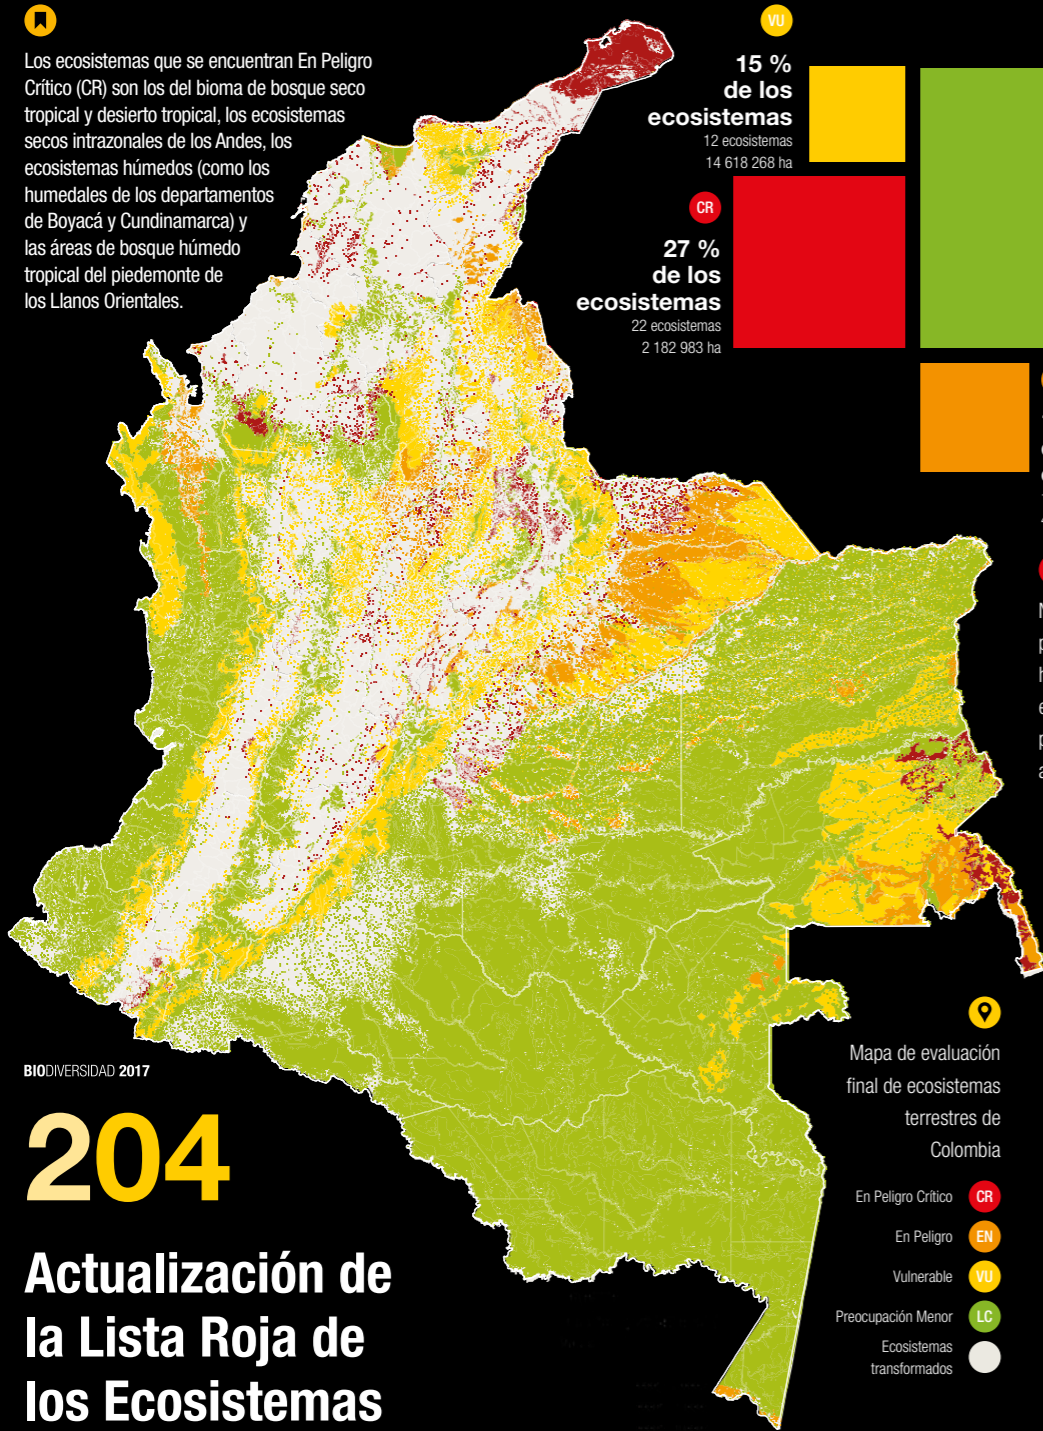 Los ecosistemas que se encuentran En Peligro
Crítico (CR) son los del bioma de bosque seco
tropical y desierto tropical, los ecosistemas
secos intrazonales de los Andes, los
ecosistemas húmedos (como los
humedales de los departamentos
de Boyacá y Cundinamarca) y
las áreas de bosque húmedo
tropical del piedemonte de
los Llanos Orientales.
VU
15 %
de los
ecosistemas
12 ecosistemas
14 618 268 ha
CR
27 %
de los
ecosistemas
22 ecosistemas
2 182 983 ha
BIODIVERSIDAD 2017
204
Actualización de
la Lista Roja de
los Ecosistemas
Mapa de evaluación
final de ecosistemas
terrestres de
Colombia
En Peligro Crítico CR
En Peligro EN
Vulnerable VU
Preocupación Menor LC
Ecosistemas
transformados